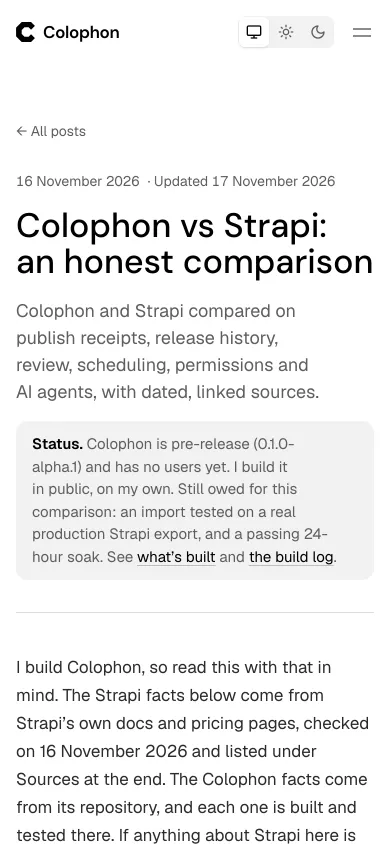 Colophon
← All posts
16 November 2026 · Updated 17 November 2026
Colophon vs Strapi:
an honest comparison
Colophon and Strapi compared on
publish receipts, release history,
review, scheduling, permissions and
AI agents, with dated, linked sources.
Status. Colophon is pre-release (0.1.0-
alpha.1) and has no users yet. I build it
in public, on my own. Still owed for this
comparison: an import tested on a real
production Strapi export, and a passing 24-
hour soak. See what’s built and the build log.
I build Colophon, so read this with that in
mind. The Strapi facts below come from
Strapi’s own docs and pricing pages, checked
on 16 November 2026 and listed under
Sources at the end. The Colophon facts come
from its repository, and each one is built and
tested there. If anything about Strapi here is